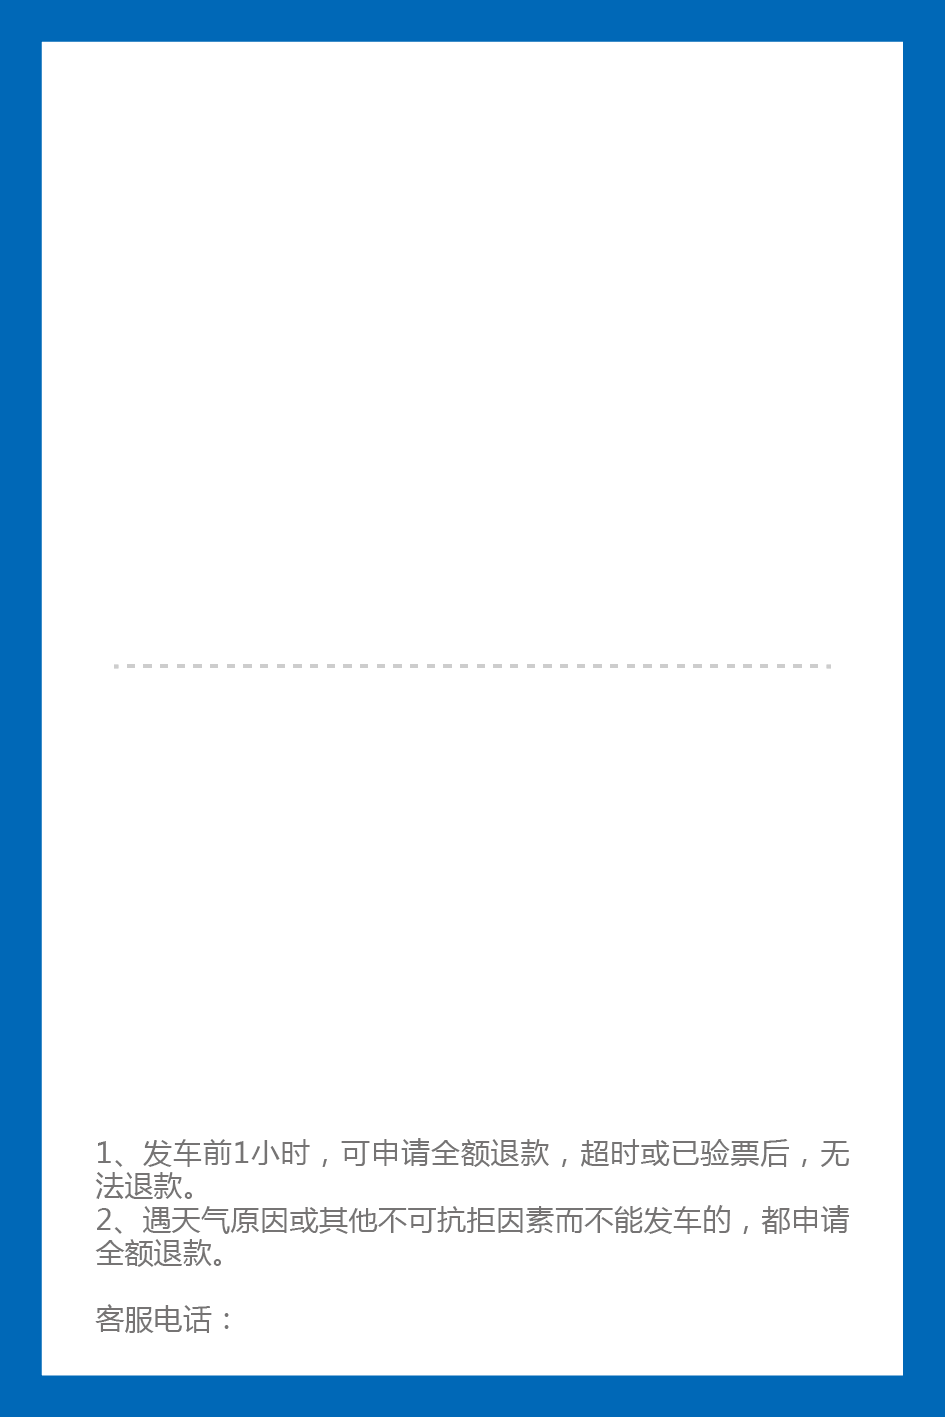 1、发车前1小时，可申请全额退款，超时或已验票后，无
法退款。
2、遇天气原因或其他不可抗拒因素而不能发车的，都申请
全额退款。
客服电话：